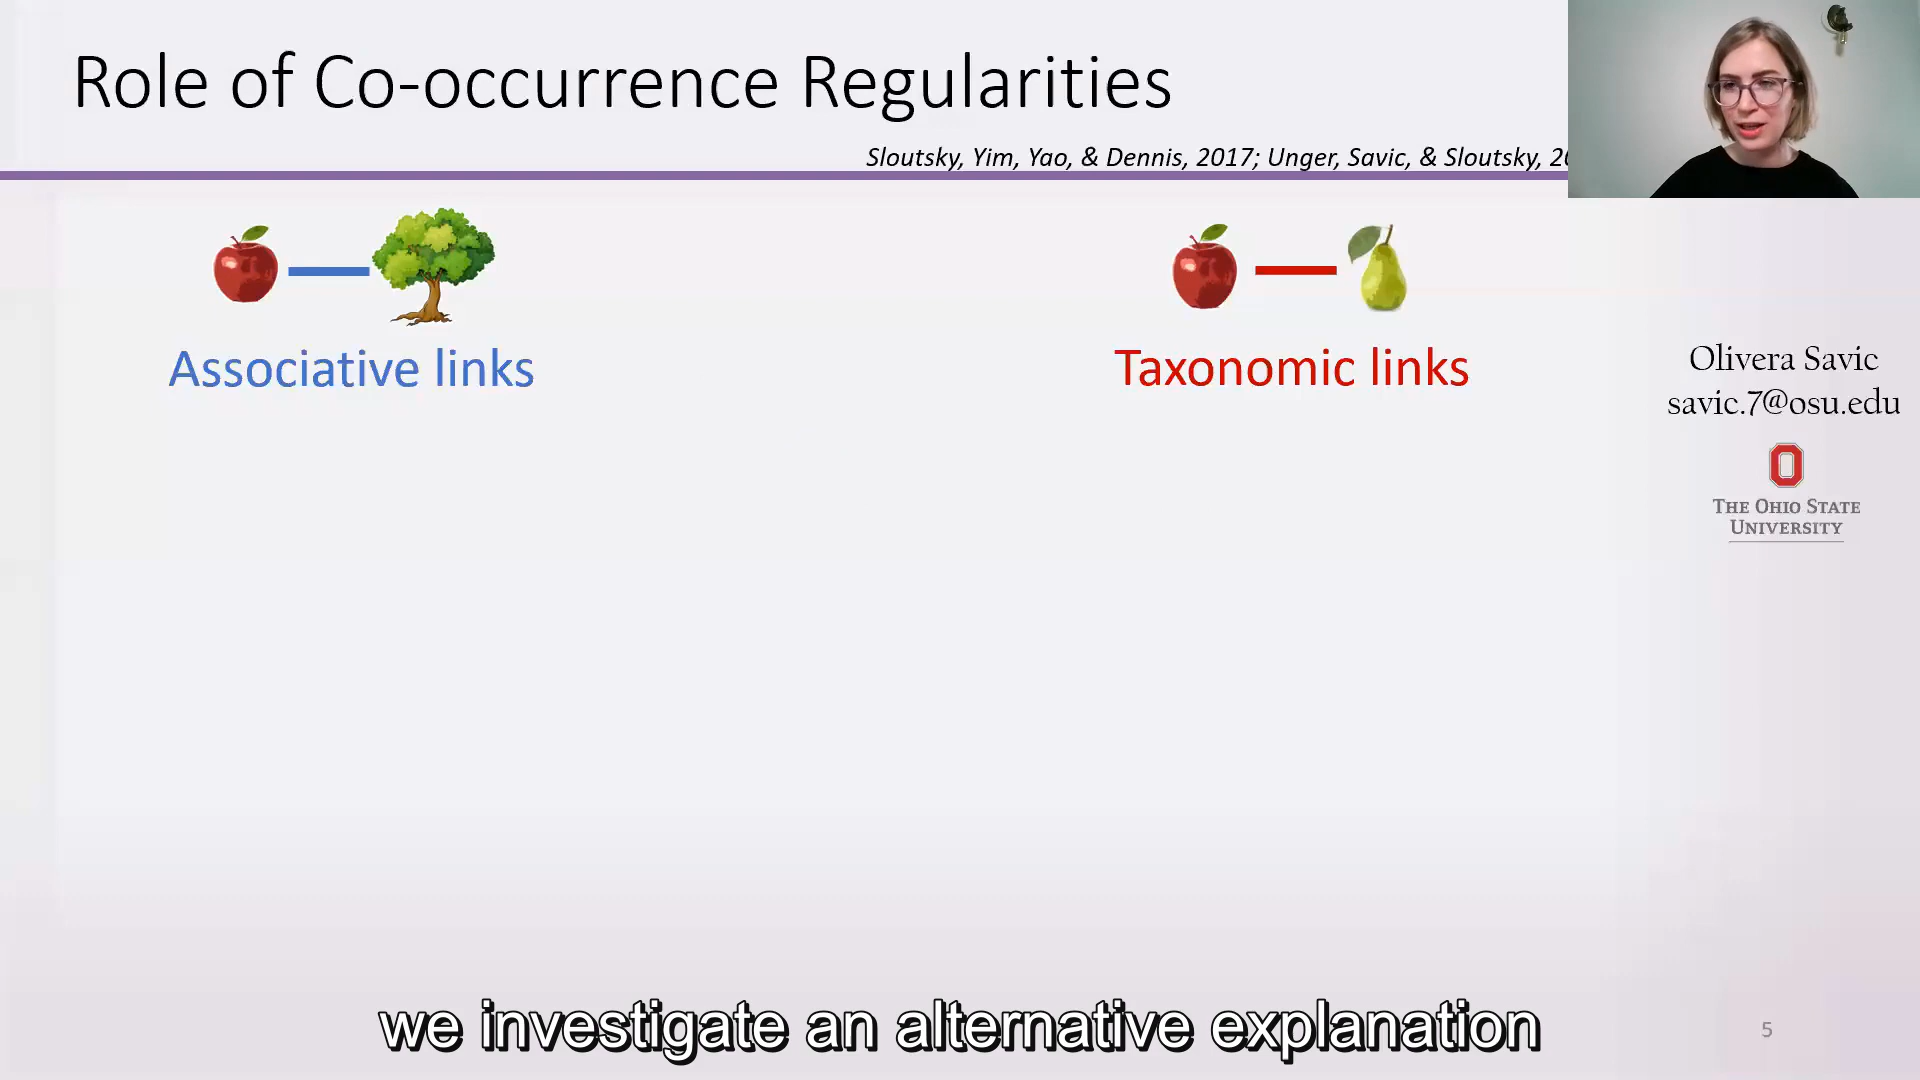 Role of Co-occurrence Regularities
Sloutsky, Yim, Yao, & Dennis, 2017; Unger, Savic, & Sloutsky,
Associative links
Taxonomic links
Olivera Savic
savic.7@osu.edu
THE OHIO STATE
UNIVERSITY
we investigate an alternative explanation
5